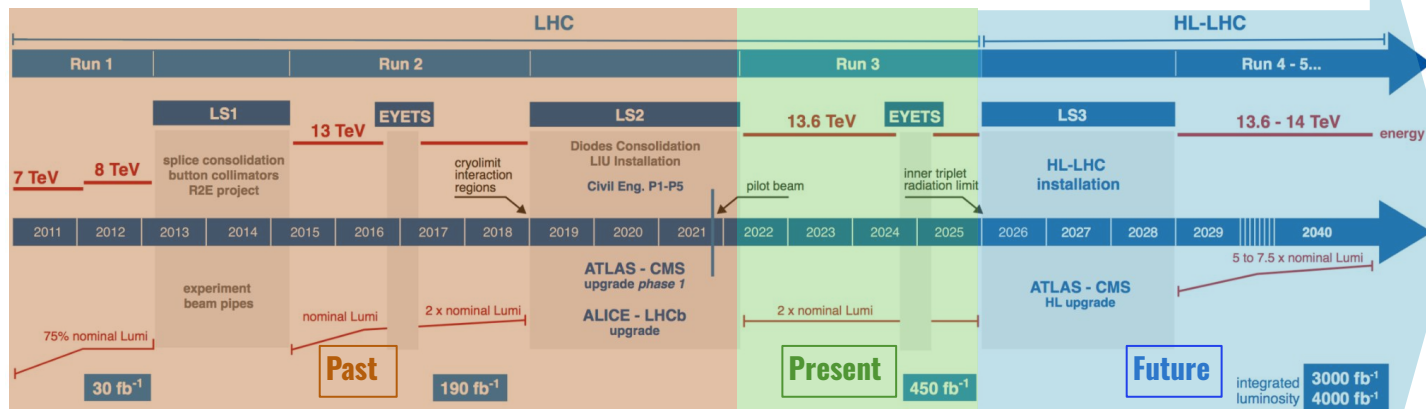 LHC
HL-LHC
Run 1
Run 2
Run 3
Run 4 - 5...
LS1
EYETS
LS2
EYETS
LS3
13 TeV
13.6 TeV
13.6 - 14 TeV
energy
7 TeV
8 TeV
splice consolidation
button collimators
R2E project
cryolimit
interaction
regions
Diodes Consolidation
LIU Installation
Civil Eng. P1-P5
pilot beam
inner triplet
radiation limit
HL-LHC
installation
2011
2012
2013
2014
2015
2016
2017
2018
2019
2020
2021
2022
2023
2024
2025
2026
2027
2028
2029
2040
5 to 7.5 x nominal Lumi
experiment
beam pipes
ATLAS - CMS
upgrade phase 1
ALICE - LHCb
upgrade
ATLAS - CMS
HL upgrade
75% nominal Lumi
nominal Lumi
2 x nominal Lumi
2 x nominal Lumi
Past
Present
Future
30 fb⁻¹
190 fb⁻¹
450 fb⁻¹
integrated
luminosity
3000 fb⁻¹
4000 fb⁻¹